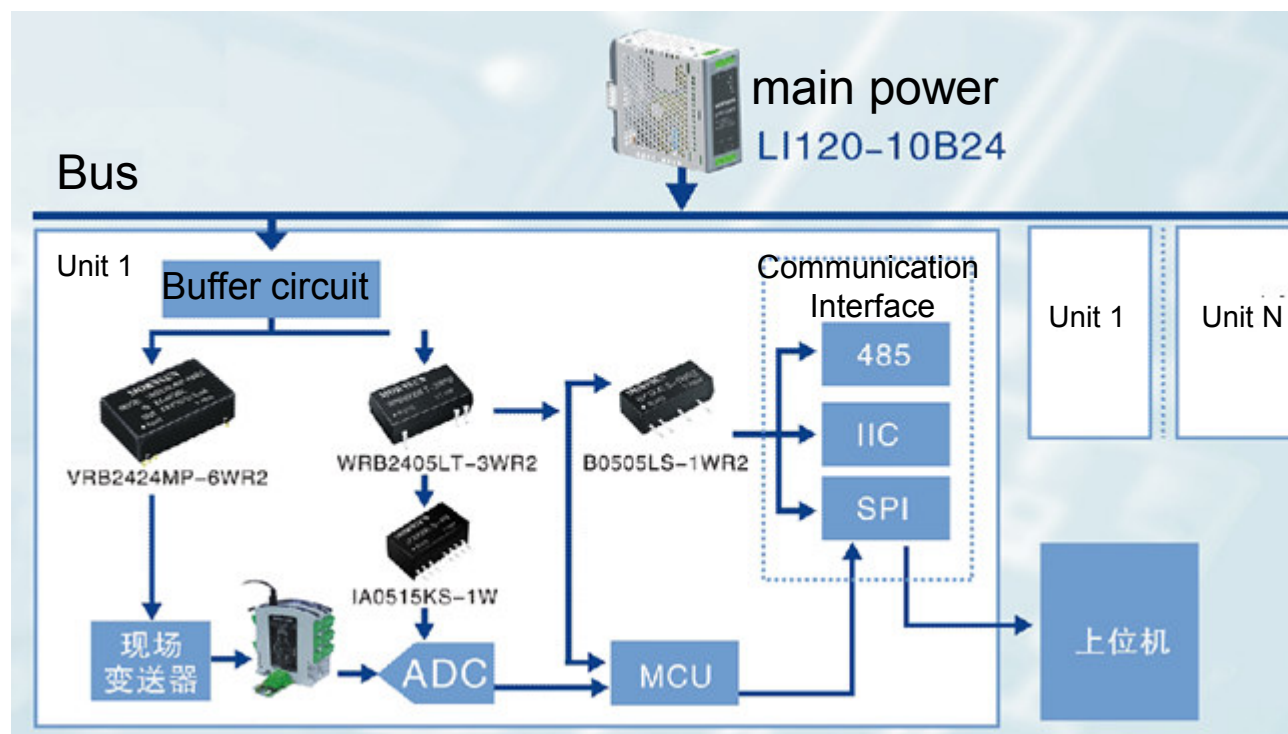 main power
LI120-10B24
Bus
Unit 1
Buffer circuit
Communication
Interface
485
IIC
SPI
Unit 1
Unit N
VRB2424MP-6WR2
WRB2405LT-3WR2
B0505LS-1WR2
IA0515KS-1W
现场
变送器
ADC
MCU
上位机